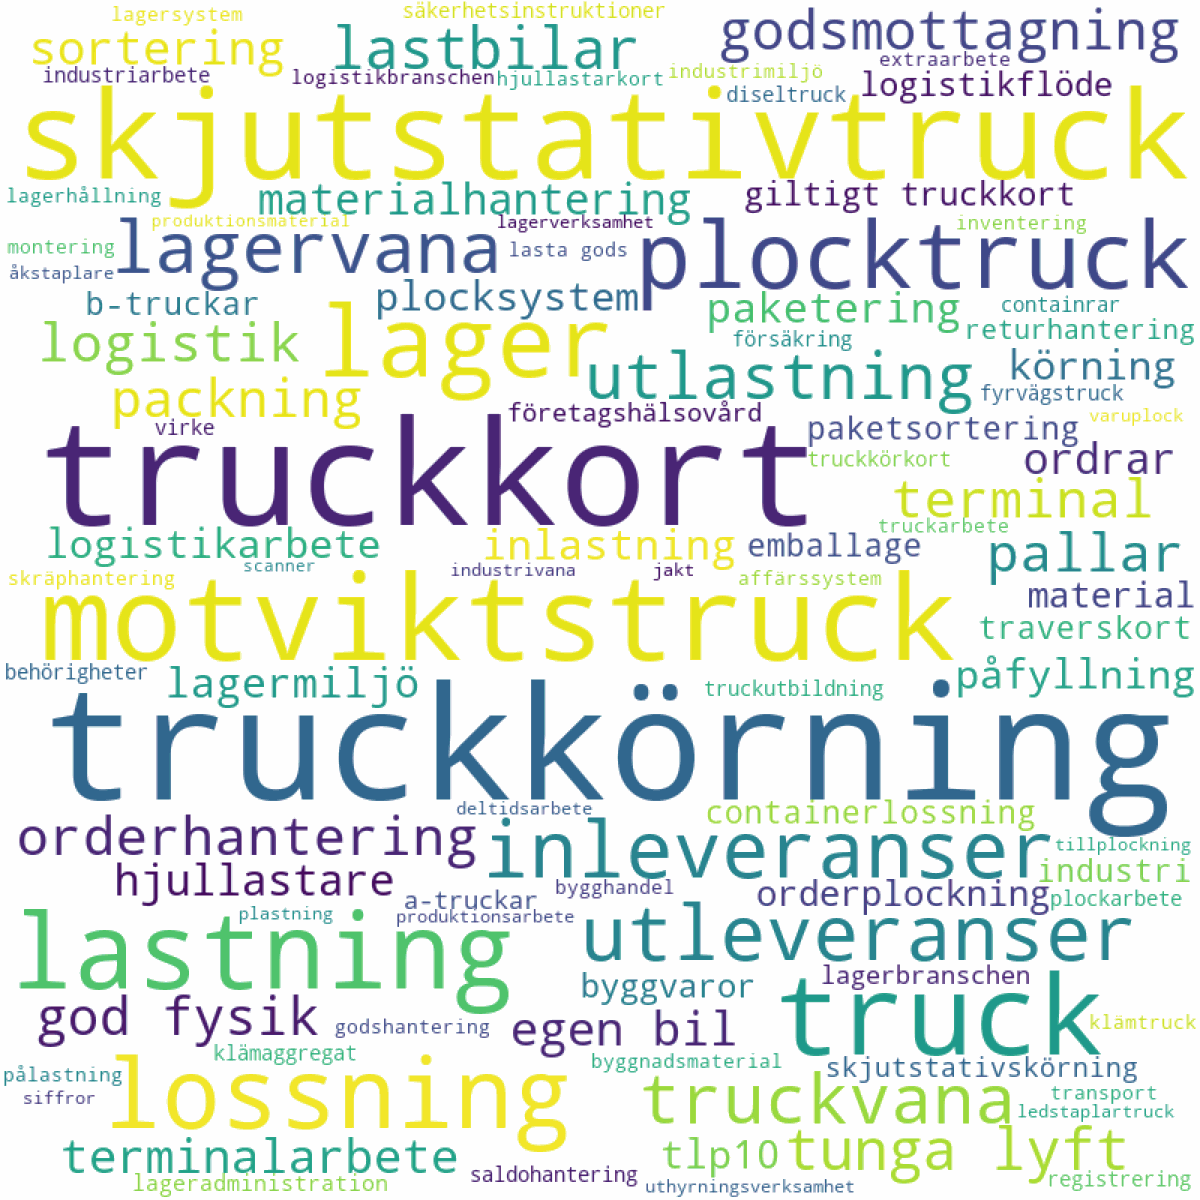 lagersystem
säkerhetsinstruktioner
godsmottagning
sortering
lastbilar
extraarbete
industriarbete
logistikbranschen
hjullastarkort
industrimiljö
logistikflöde
diseltruck
skjutstativtruck
lagerhållning
materialhantering
giltigt truckkort
produktionsmaterial
lagerverksamhet
inventering
montering
lagervana
lasta gods
plocktruck
åkstaplare
b-truckar
plocksystem
paketering
containrar
logistik
lager
försäkring
returhantering
utlastning
körning
packning
fyrvägstruck
företagshälsovård
varuplock
virke
paketsortering
truckkort
truckkörkort
ordrar
terminal
truckarbete
logistikarbete
inlastning
emballage
pallar
scanner
skräphantering
industrivana
jakt
affärssystem
material
motviktstruck
traverskort
behörigheter
lagermiljö
truckutbildning
påfyllning
truckkörning
deltidsarbete
containerlossning
orderhantering
inleveranser
tillplockning
industri
hjullastare
bygghandel
orderplockning
plockarbete
a-truckar
plastning
produktionsarbete
lastning
utleveranser
lagerbranschen
byggvaror
truck
god fysik
godshantering
egen bil
klämtruck
klämaggregat
byggnadsmaterial
skjutstativskörning
pålastning
lossning
truckvana
transport
siffror
ledstaplartruck
terminalarbete
tlp10
tunga lyft
saldohantering
registrering
lageradministration
uthyrningsverksamhet